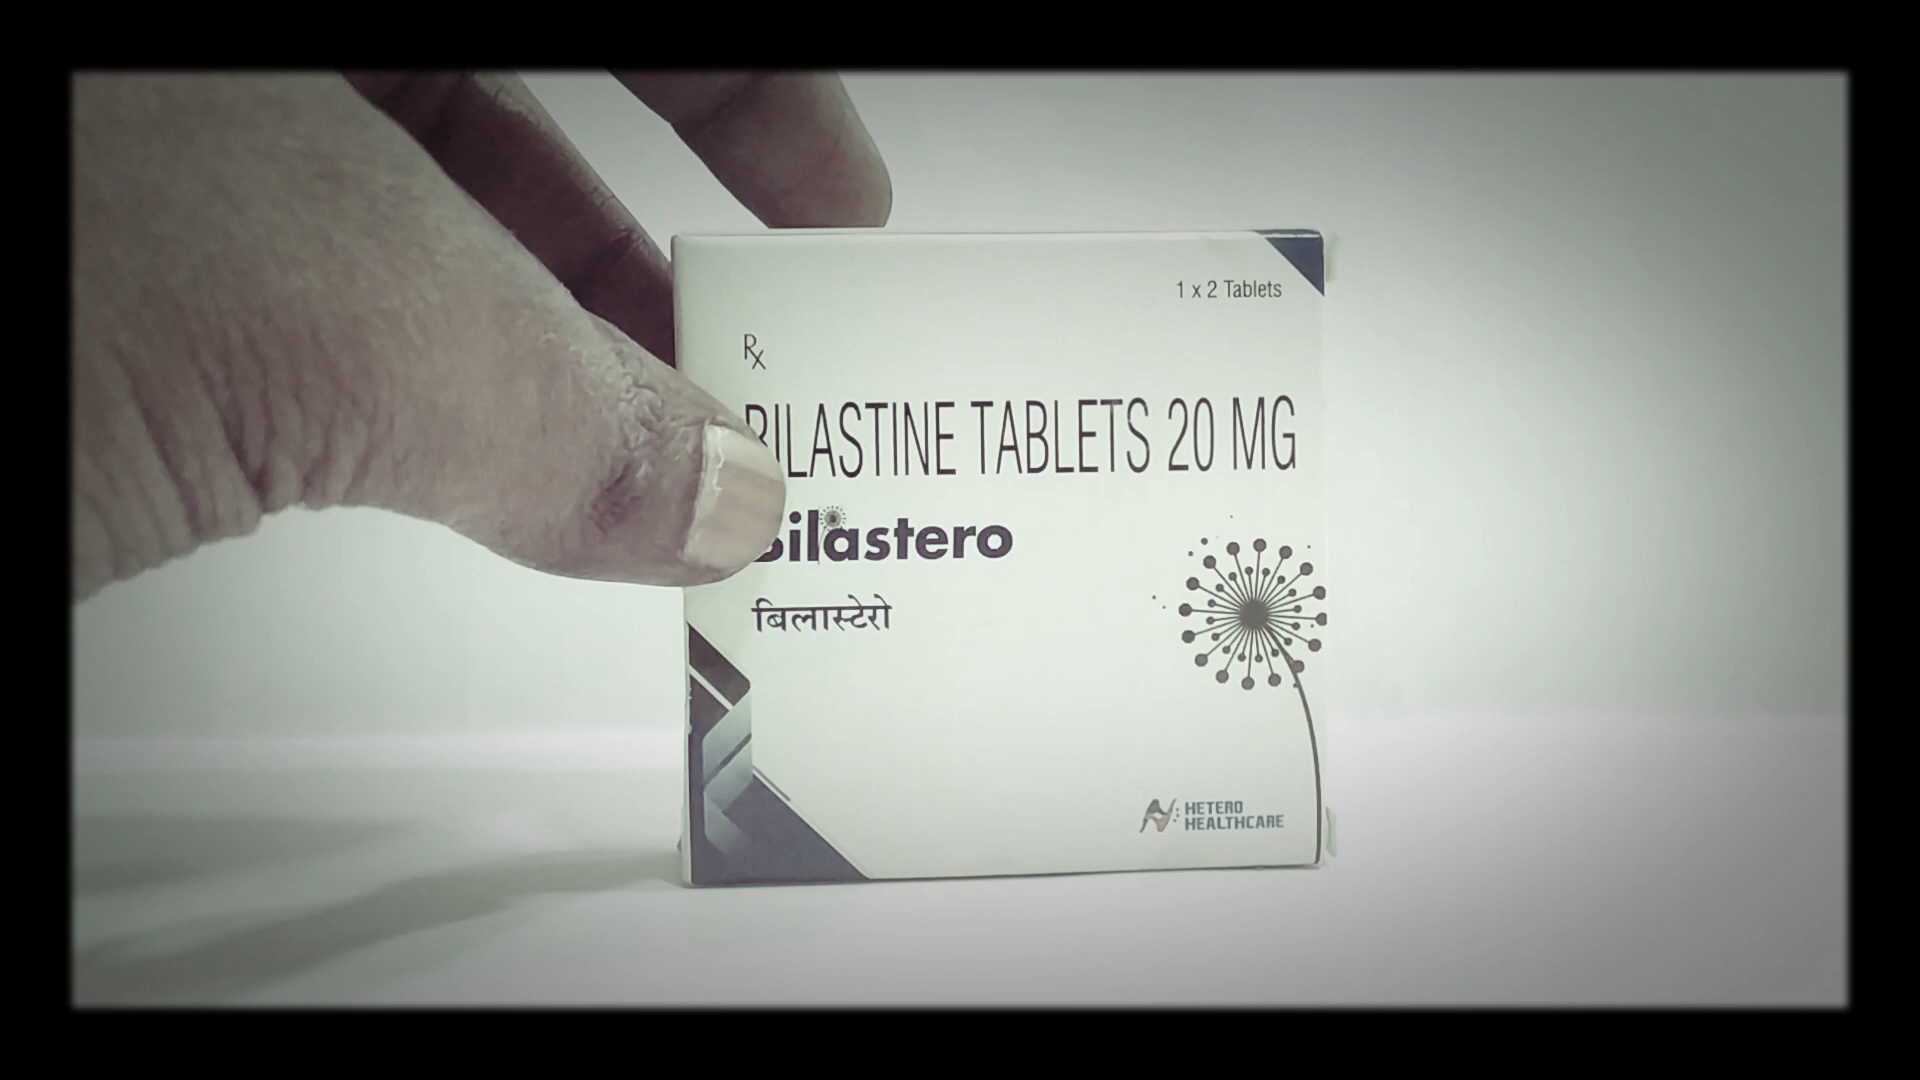 1 x 2 Tablets
Rx
BILASTINE TABLETS 20 MG
Bilastero
बिलास्टेरो
HETERO
HEALTHCARE